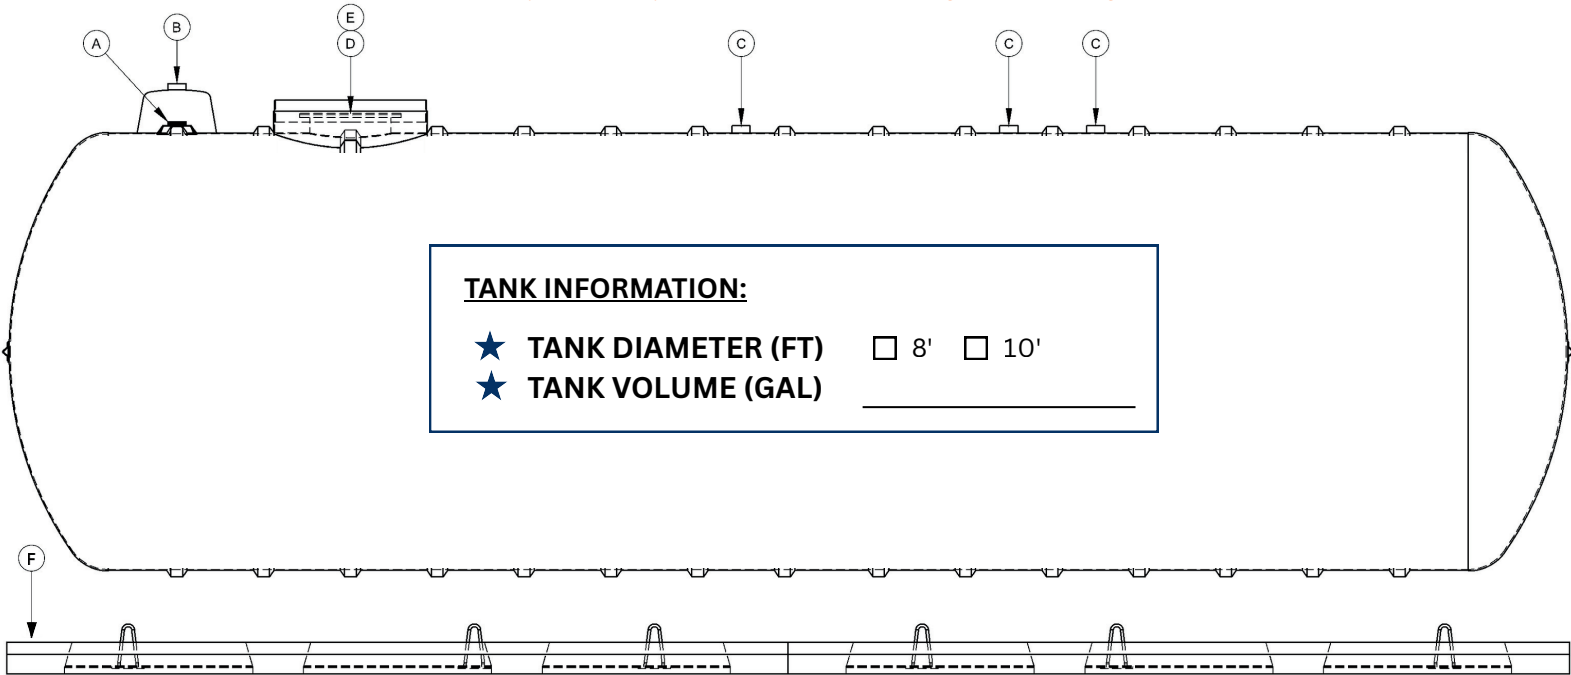 E
B
A
D
C
C
C
TANK INFORMATION:
TANK DIAMETER (FT) 8' 10'
TANK VOLUME (GAL)
F